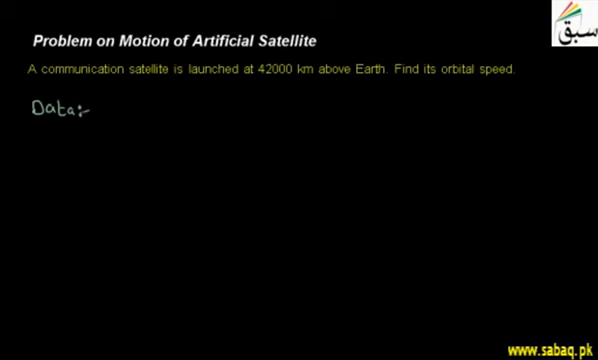 سبق
Problem on Motion of Artificial Satellite
A communication satellite is launched at 42000 km above Earth. Find its orbital speed.
Data:-
www.sabaq.pk